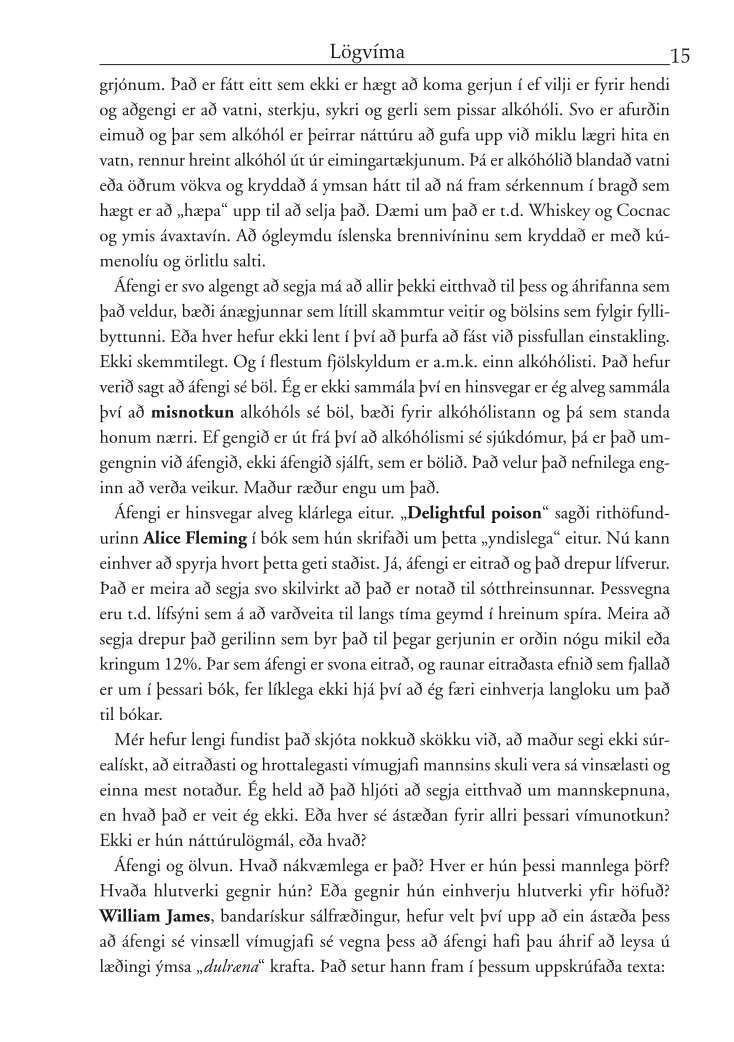 Lögvíma
15
grjónum. Það er fátt eitt sem ekki er hægt að koma gerjun í ef vilji er fyrir hendi
og aðgengi er að vatni, sterkju, sykri og gerli sem pissar alkóhóli. Svo er afurðin
eimuð og þar sem alkóhól er þeirrar náttúru að gufa upp við miklu lægri hita en
vatn, rennur hreint alkóhól út úr eimingartækjunum. Þá er alkóhólið blandað vatni
eða öðrum vökva og kryddað á ymsan hátt til að ná fram sérkennum í bragð sem
hægt er að „hæpa“ upp til að selja það. Dæmi um það er t.d. Whiskey og Cocnac
og ymis ávaxtavín. Að ógleymdu íslenska brennivíninu sem kryddað er með kú-
menolíu og örlitlu salti.
Áfengi er svo algengt að segja má að allir þekki eitthvað til þess og áhrifanna sem
það veldur, bæði ánægjunnar sem lítill skammtur veitir og bölsins sem fylgir fylli-
byttunni. Eða hver hefur ekki lent í því að þurfa að fást við pissfullan einstakling.
Ekki skemmtilegt. Og í flestum fjölskyldum er a.m.k. einn alkóhólisti. Það hefur
verið sagt að áfengi sé böl. Ég er ekki sammála því en hinsvegar er ég alveg sammála
því að misnotkun alkóhóls sé böl, bæði fyrir alkóhólistann og þá sem standa
honum nærri. Ef gengið er út frá því að alkóhólismi sé sjúkdómur, þá er það um-
gengnin við áfengið, ekki áfengið sjálft, sem er bölið. Það velur það nefnilega eng-
inn að verða veikur. Maður ræður engu um það.
Áfengi er hinsvegar alveg klárlega eitur. „Delightful poison“ sagði rithöfund-
urinn Alice Fleming í bók sem hún skrifaði um þetta „yndislega“ eitur. Nú kann
einhver að spyrja hvort þetta geti staðist. Já, áfengi er eitrað og það drepur lífverur.
Það er meira að segja svo skilvirkt að það er notað til sótthreinsunnar. Þessvegna
eru t.d. lífsýni sem á að varðveita til langs tíma geymd í hreinum spíra. Meira að
segja drepur það gerilinn sem byr það til þegar gerjunin er orðin nógu mikil eða
kringum 12%. Þar sem áfengi er svona eitrað, og raunar eitraðasta efnið sem fjallað
er um í þessari bók, fer líklega ekki hjá því að ég færi einhverja langloku um það
til bókar.
Mér hefur lengi fundist það skjóta nokkuð skökku við, að maður segi ekki súr-
ealískt, að eitraðasti og hrottalegasti vímugjafi mannsins skuli vera sá vinsælasti og
einna mest notaður. Ég held að það hljóti að segja eitthvað um mannskepnuna,
en hvað það er veit ég ekki. Eða hver sé ástæðan fyrir allri þessari vímunotkun?
Ekki er hún náttúrulögmál, eða hvað?
Áfengi og ölvun. Hvað nákvæmlega er það? Hver er hún þessi mannlega þörf?
Hvaða hlutverki gegnir hún? Eða gegnir hún einhverju hlutverki yfir höfuð?
William James, bandarískur sálfræðingur, hefur velt því upp að ein ástæða þess
að áfengi sé vinsæll vímugjafi sé vegna þess að áfengi hafi þau áhrif að leysa ú
læðingi ýmsa „dulræna“ krafta. Það setur hann fram í þessum uppskrúfaða texta: